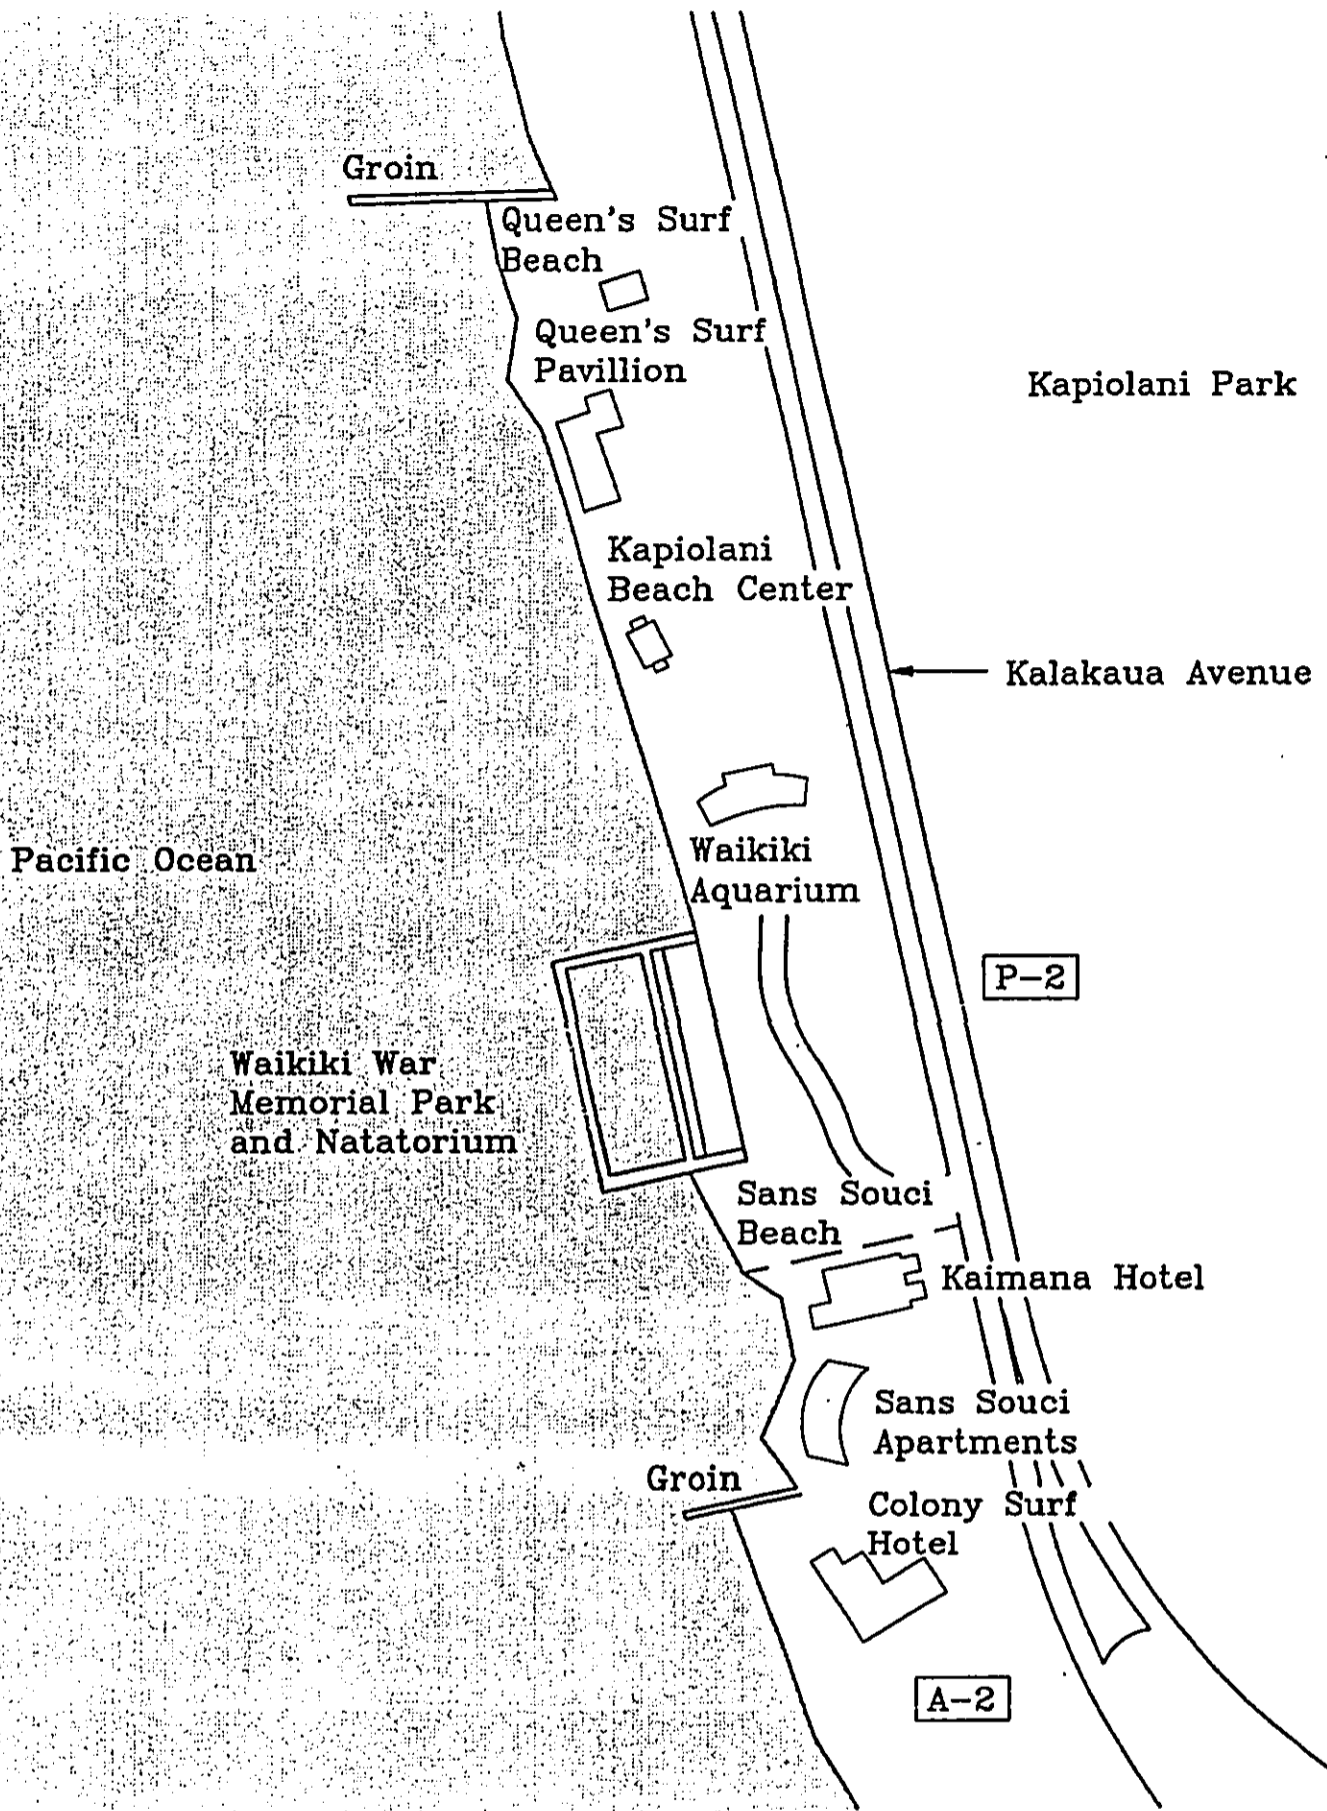 Groin
Queen's Surf
Beach
Queen's Surf
Pavillion
Kapiolani Park
Kapiolani
Beach Center
Kalakaua Avenue
Waikiki
Aquarium
Pacific Ocean
P-2
Waikiki War
Memorial Park
and Natatorium
Sans Souci
Beach
Kaimana Hotel
Sans Souci
Apartments
Groin
Colony Surf
Hotel
A-2